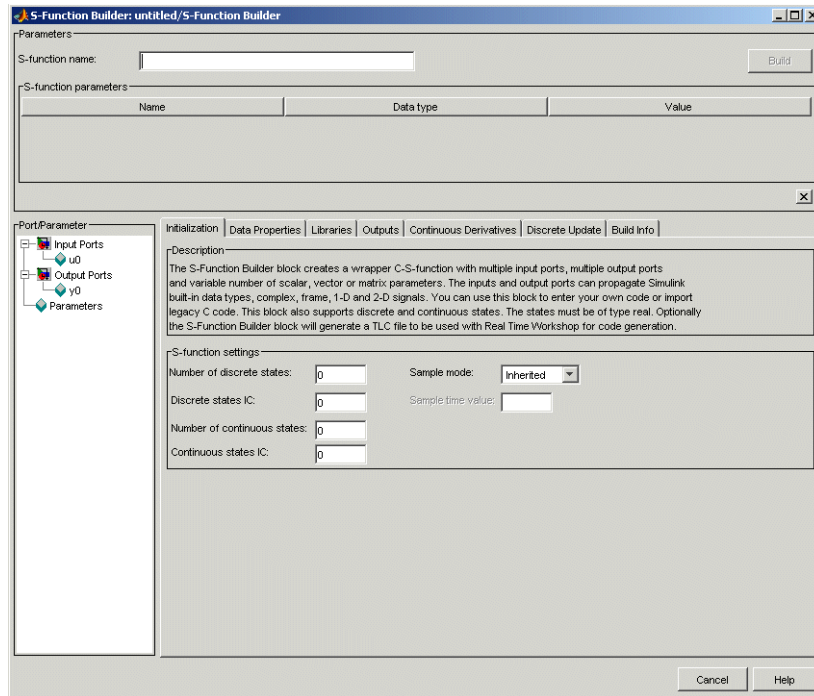 S-Function Builder: untitled/S-Function Builder
Parameters
S-function name:
Build
S-function parameters
Name Data type Value
Port/Parameter
Input Ports
u0
Output Ports
y0
Parameters
Initialization Data Properties Libraries Outputs Continuous Derivatives Discrete Update Build Info
Description
The S-Function Builder block creates a wrapper C-S-function with multiple input ports, multiple output ports
and variable number of scalar, vector or matrix parameters. The inputs and output ports can propagate Simulink
built-in data types, complex, frame, 1-D and 2-D signals. You can use this block to enter your own code or import
legacy C code. This block also supports discrete and continuous states. The states must be of type real. Optionally
the S-Function Builder block will generate a TLC file to be used with Real Time Workshop for code generation.
S-function settings
Number of discrete states: 0 Sample mode: Inherited
Discrete states IC: 0 Sample time value:
Number of continuous states: 0
Continuous states IC: 0
Cancel Help